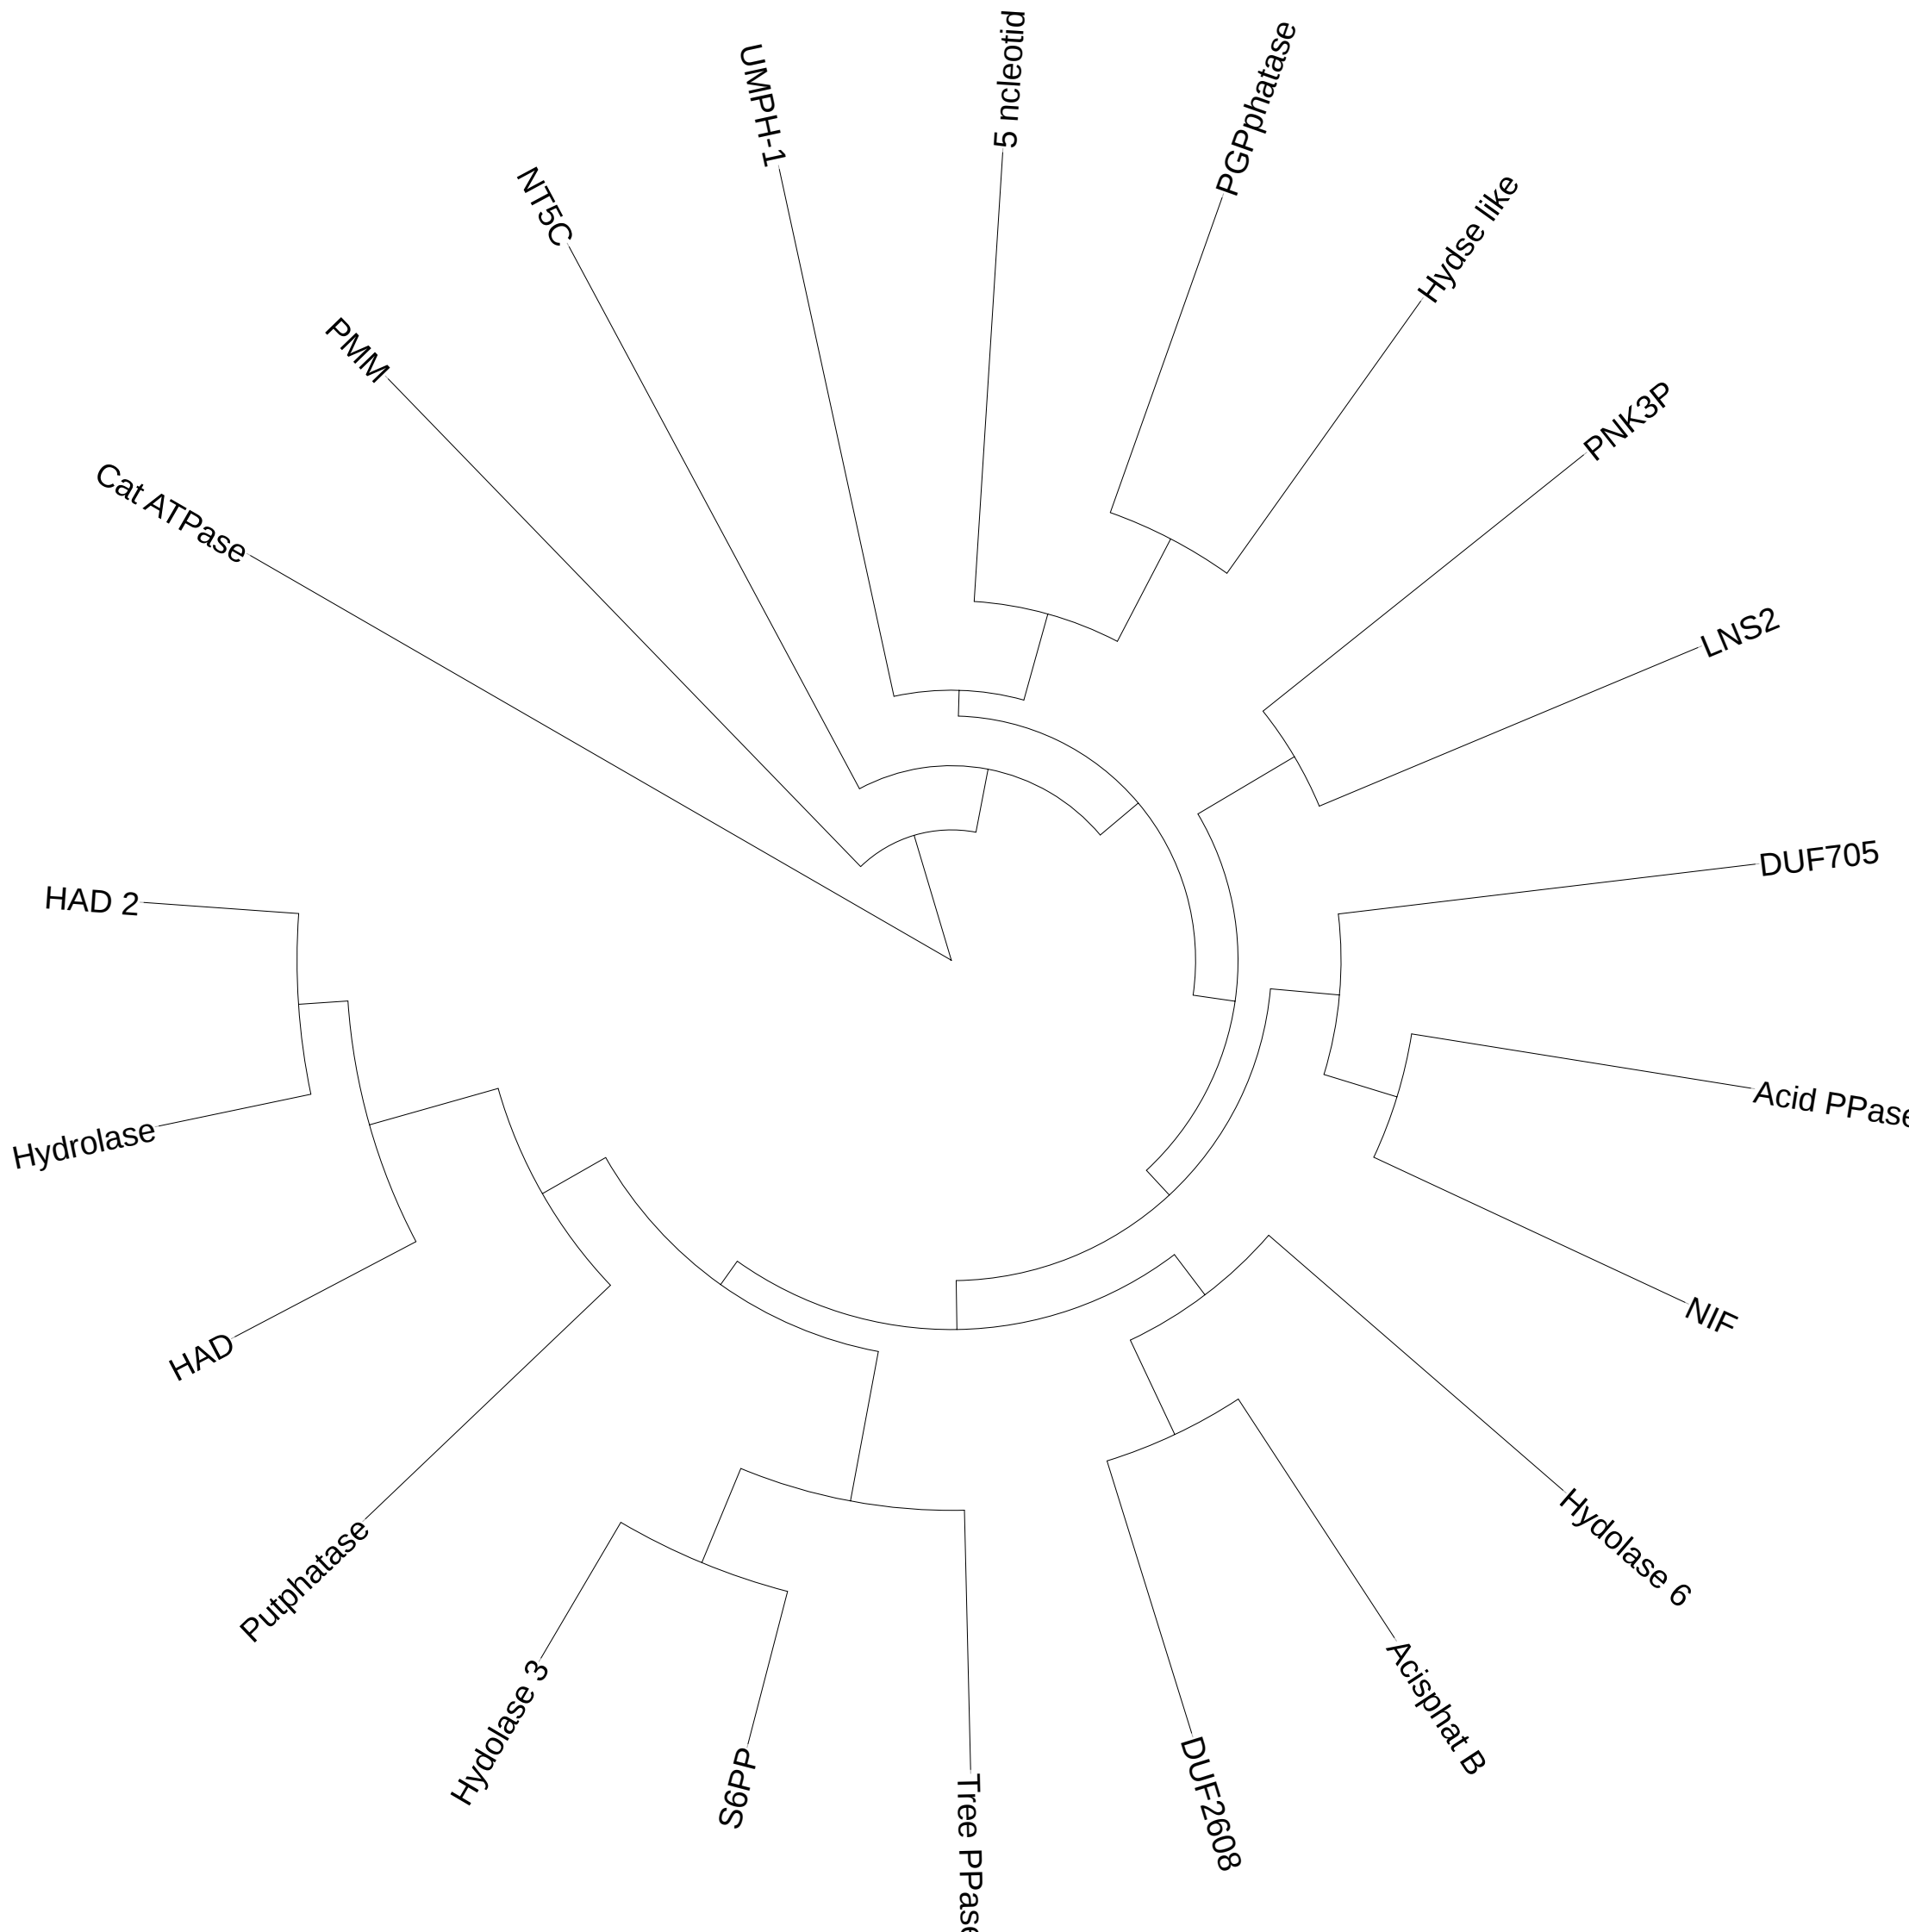 5 ncleotid
PGPphatase
Hydse like
PNK3P
LNS2
DUF705
Acid PPase
NIF
Hydolase 6
Acisphat B
DUF2608
Tree PPase
S6PP
Hydolase 3
Putphatase
HAD
Hydrolase
HAD 2
Cat ATPase
PMM
NT5C
UMPH-1